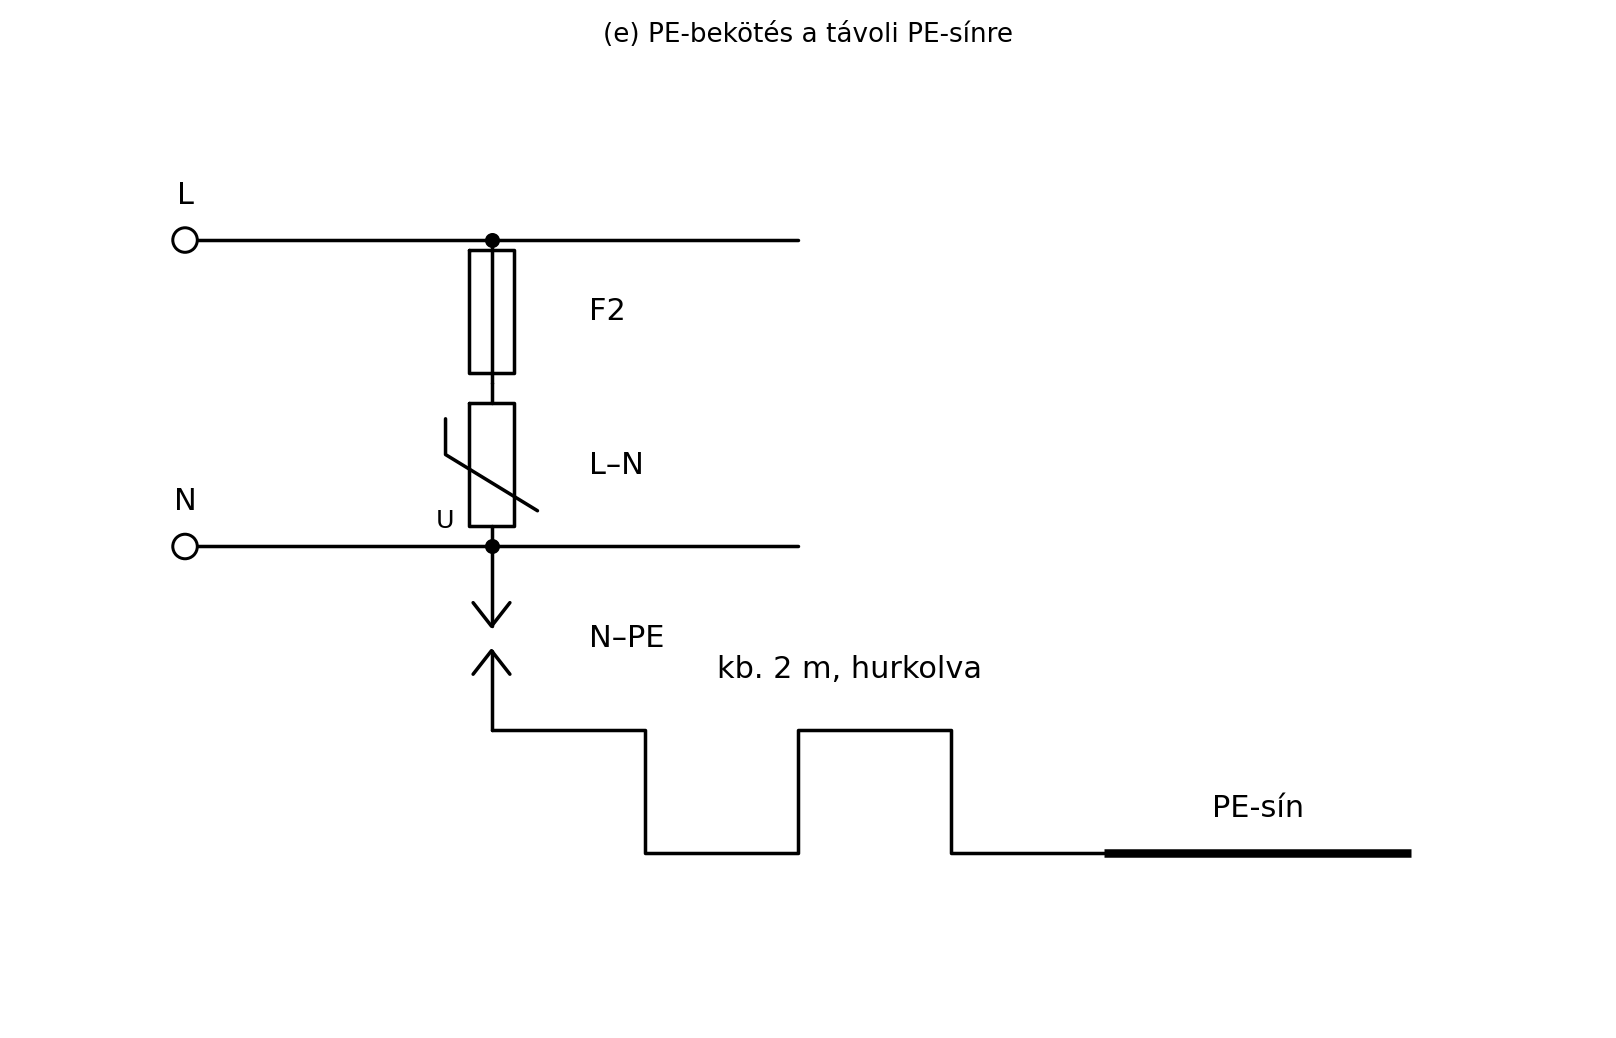 (e) PE-bekötés a távoli PE-sínre
L
F2
L–N
N
U
N–PE
kb. 2 m, hurkolva
PE-sín